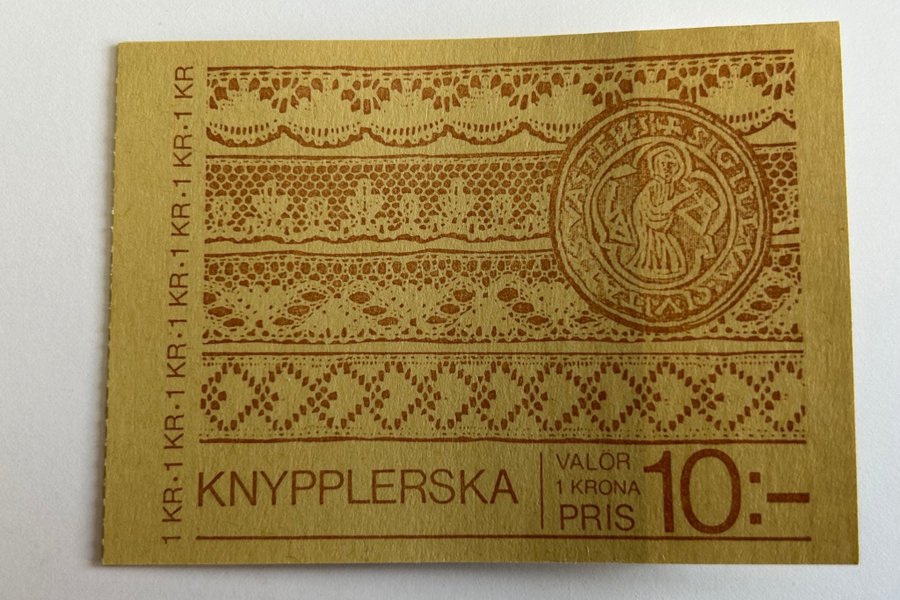 1 KR·1 KR·1 KR·1 KR·1 KR·1 KR·1 KR
KNYPPLERSKA
VALÖR
1 KRONA
PRIS 10:–